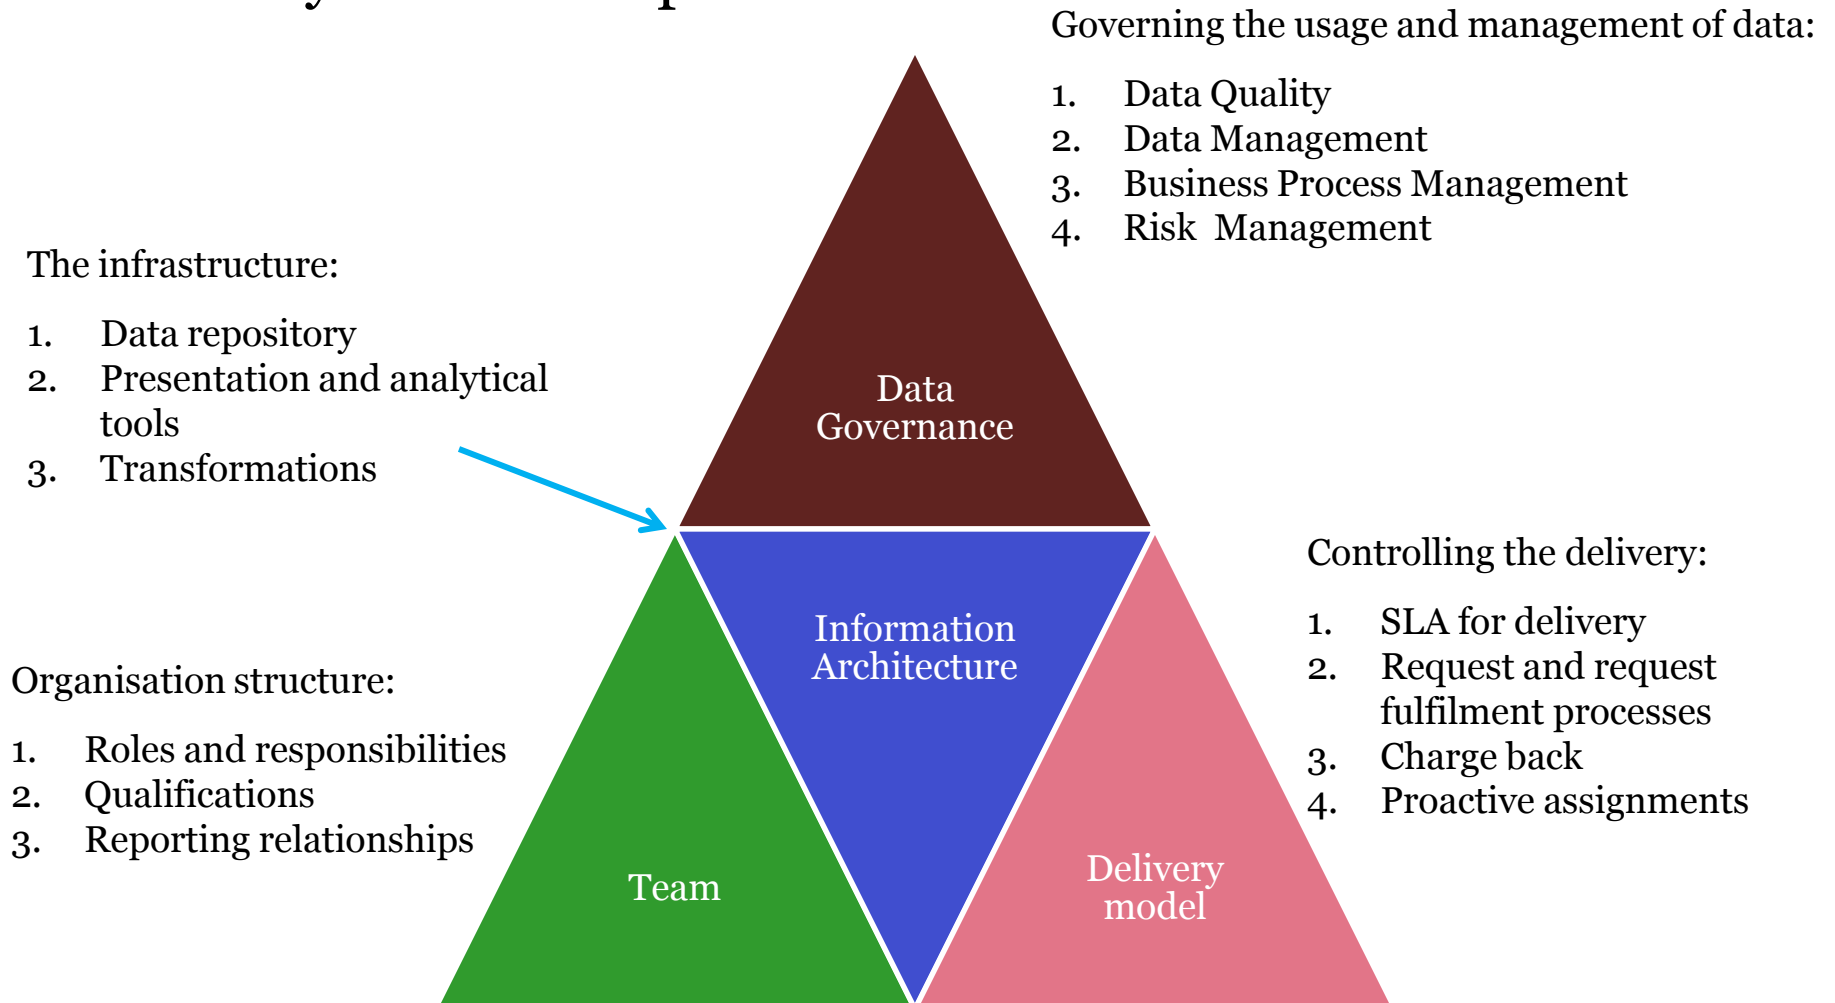 Governing the usage and management of data:
1. Data Quality
2. Data Management
3. Business Process Management
4. Risk  Management
The infrastructure:
1. Data repository
2. Presentation and analytical
tools
3. Transformations
Data
Governance
Controlling the delivery:
1. SLA for delivery
2. Request and request
fulfilment processes
3. Charge back
4. Proactive assignments
Information
Architecture
Organisation structure:
1. Roles and responsibilities
2. Qualifications
3. Reporting relationships
Team
Delivery
model